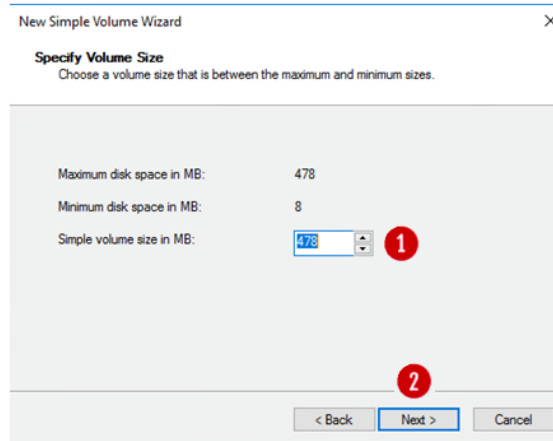 New Simple Volume Wizard
Specify Volume Size
Choose a volume size that is between the maximum and minimum sizes.
Maximum disk space in MB: 478
Minimum disk space in MB: 8
Simple volume size in MB: 478 1
2
< Back Next > Cancel